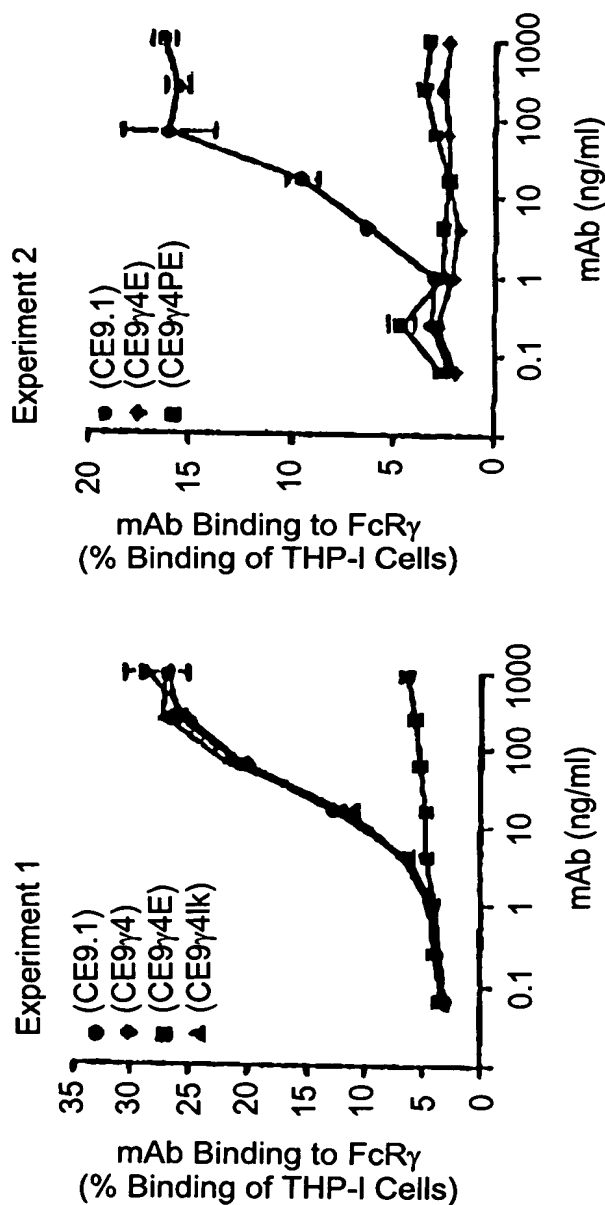 Experiment 1
(CE9.1)
(CE9γ4)
(CE9γ4E)
(CE9γ4Ik)
35
30
25
20
15
10
5
0
mAb Binding to FcRγ
(% Binding of THP-I Cells)
0.1
1
10
100
1000
mAb (ng/ml)
Experiment 2
(CE9.1)
(CE9γ4E)
(CE9γ4PE)
20
15
10
5
0
mAb Binding to FcRγ
(% Binding of THP-I Cells)
0.1
1
10
100
1000
mAb (ng/ml)